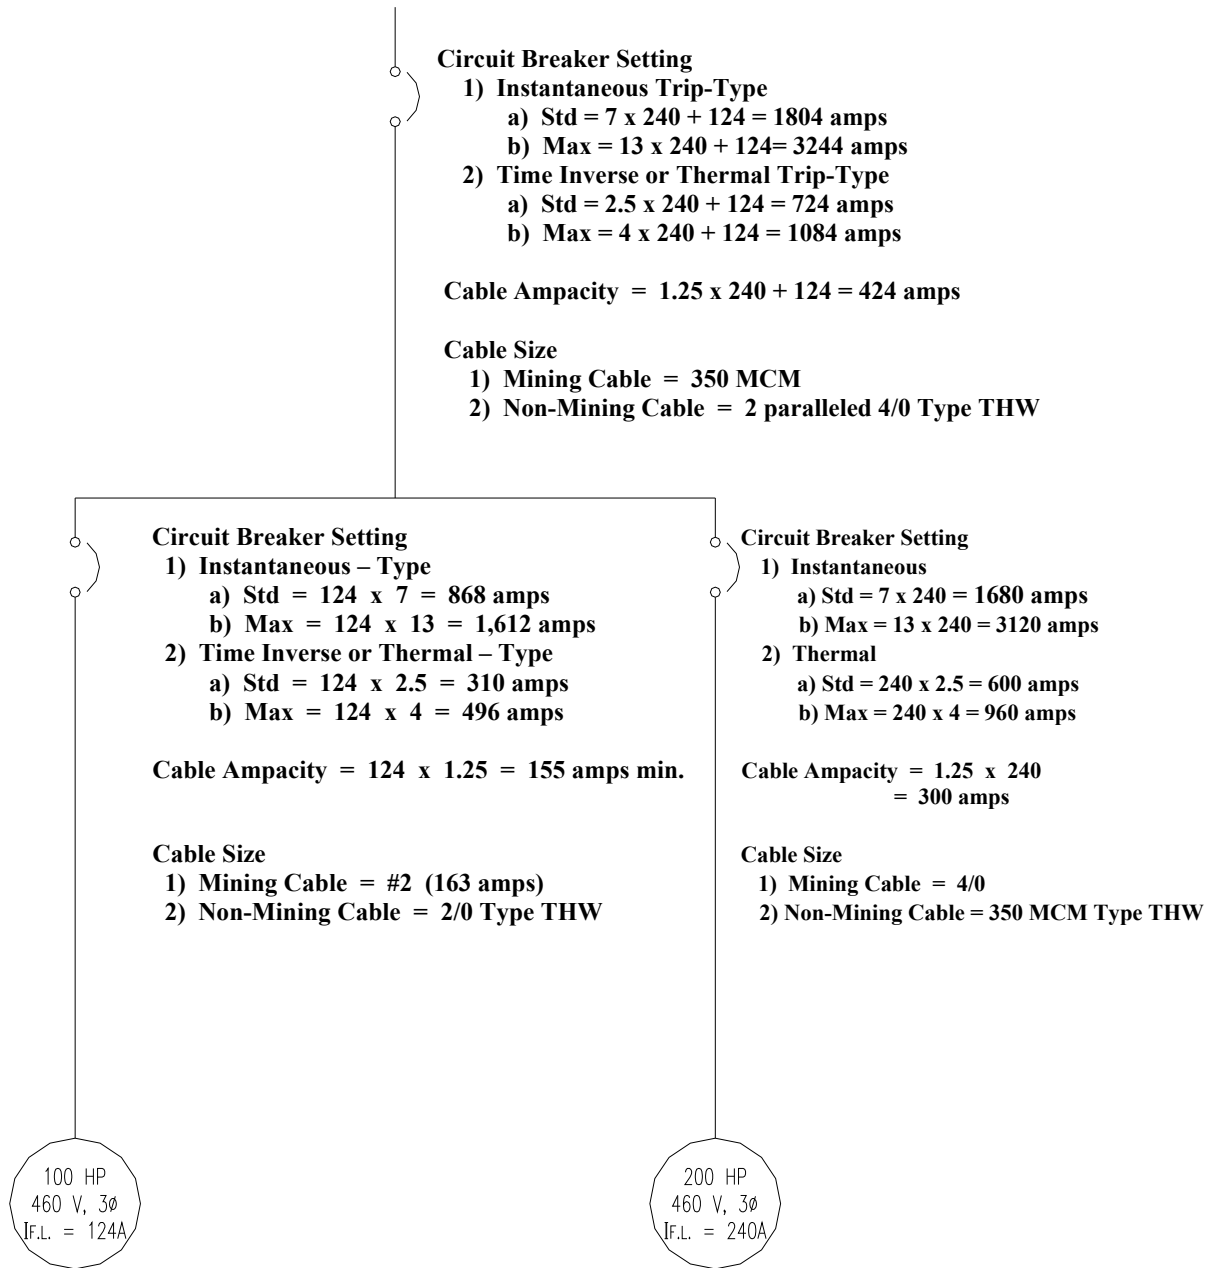 Circuit Breaker Setting
1) Instantaneous Trip-Type
a) Std = 7 x 240 + 124 = 1804 amps
b) Max = 13 x 240 + 124= 3244 amps
2) Time Inverse or Thermal Trip-Type
a) Std = 2.5 x 240 + 124 = 724 amps
b) Max = 4 x 240 + 124 = 1084 amps
Cable Ampacity = 1.25 x 240 + 124 = 424 amps
Cable Size
1) Mining Cable = 350 MCM
2) Non-Mining Cable = 2 paralleled 4/0 Type THW
Circuit Breaker Setting
1) Instantaneous – Type
a) Std = 124 x 7 = 868 amps
b) Max = 124 x 13 = 1,612 amps
2) Time Inverse or Thermal – Type
a) Std = 124 x 2.5 = 310 amps
b) Max = 124 x 4 = 496 amps
Cable Ampacity = 124 x 1.25 = 155 amps min.
Cable Size
1) Mining Cable = #2 (163 amps)
2) Non-Mining Cable = 2/0 Type THW
Circuit Breaker Setting
1) Instantaneous
a) Std = 7 x 240 = 1680 amps
b) Max = 13 x 240 = 3120 amps
2) Thermal
a) Std = 240 x 2.5 = 600 amps
b) Max = 240 x 4 = 960 amps
Cable Ampacity = 1.25 x 240
= 300 amps
Cable Size
1) Mining Cable = 4/0
2) Non-Mining Cable = 350 MCM Type THW
100 HP
460 V, 3ø
IF.L. = 124A
200 HP
460 V, 3ø
IF.L. = 240A